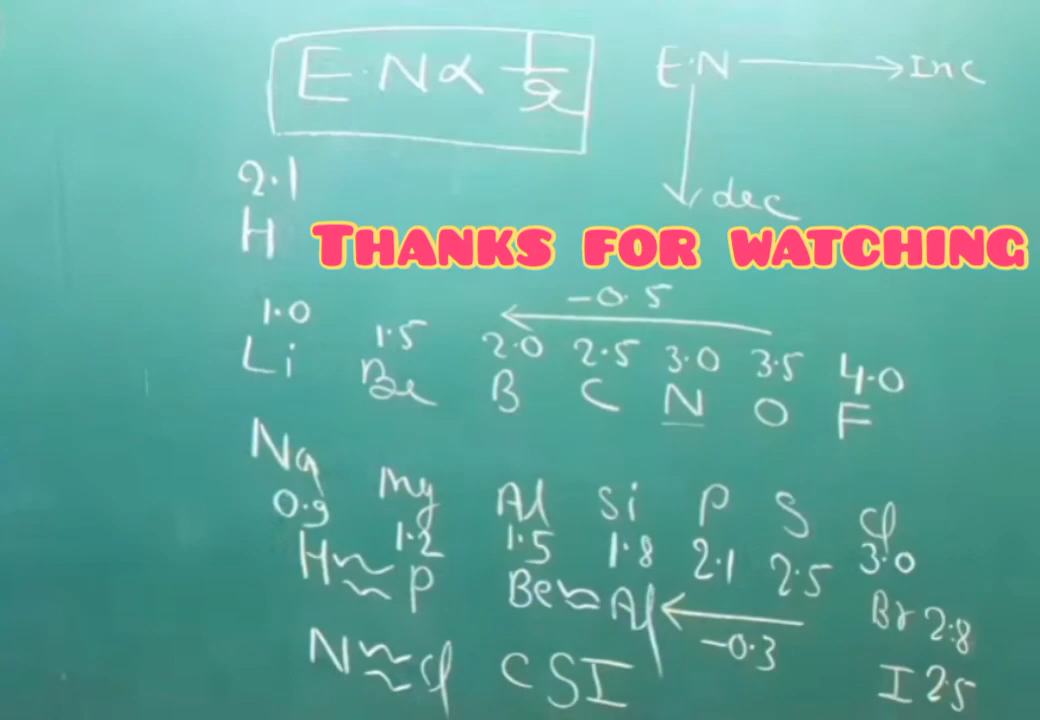 E.N ∝ 1/r
E.N → Inc
↓ dec
2.1
H
THANKS FOR WATCHING
-0.5
1.0 1.5 2.0 2.5 3.0 3.5 4.0
Li Be B C N O F
Na Mg Al Si P S Cl
0.9 1.2 1.5 1.8 2.1 2.5 3.0
H≈P Be≈Al ← -0.3 Br 2.8
N≈Cl CSI I 2.5